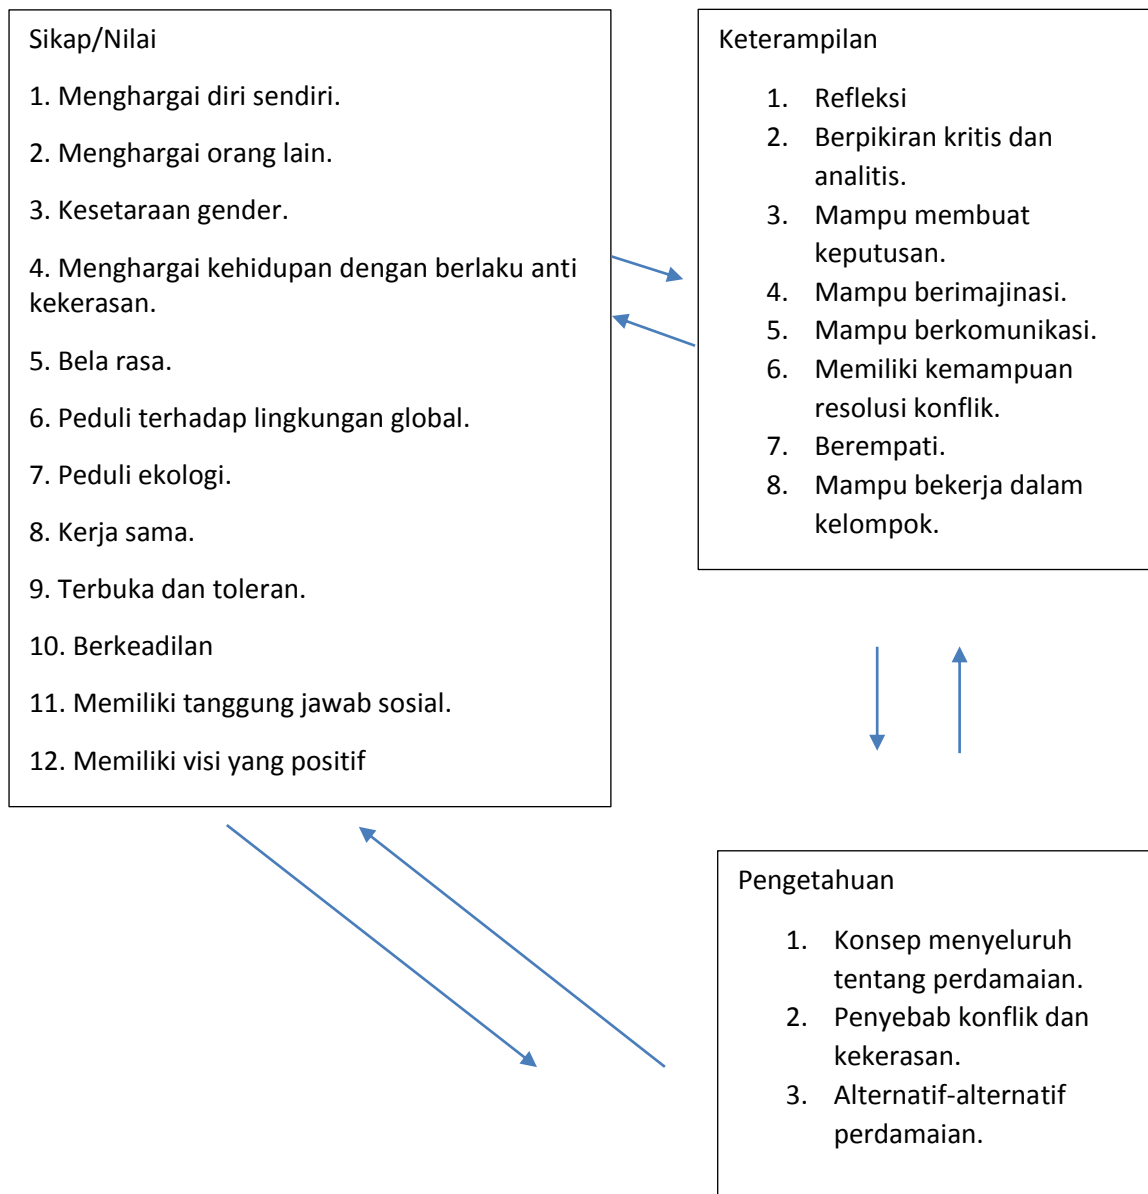 Sikap/Nilai
1. Menghargai diri sendiri.
2. Menghargai orang lain.
3. Kesetaraan gender.
4. Menghargai kehidupan dengan berlaku anti
kekerasan.
5. Bela rasa.
6. Peduli terhadap lingkungan global.
7. Peduli ekologi.
8. Kerja sama.
9. Terbuka dan toleran.
10. Berkeadilan
11. Memiliki tanggung jawab sosial.
12. Memiliki visi yang positif
Keterampilan
1. Refleksi
2. Berpikiran kritis dan
analitis.
3. Mampu membuat
keputusan.
4. Mampu berimajinasi.
5. Mampu berkomunikasi.
6. Memiliki kemampuan
resolusi konflik.
7. Berempati.
8. Mampu bekerja dalam
kelompok.
Pengetahuan
1. Konsep menyeluruh
tentang perdamaian.
2. Penyebab konflik dan
kekerasan.
3. Alternatif-alternatif
perdamaian.